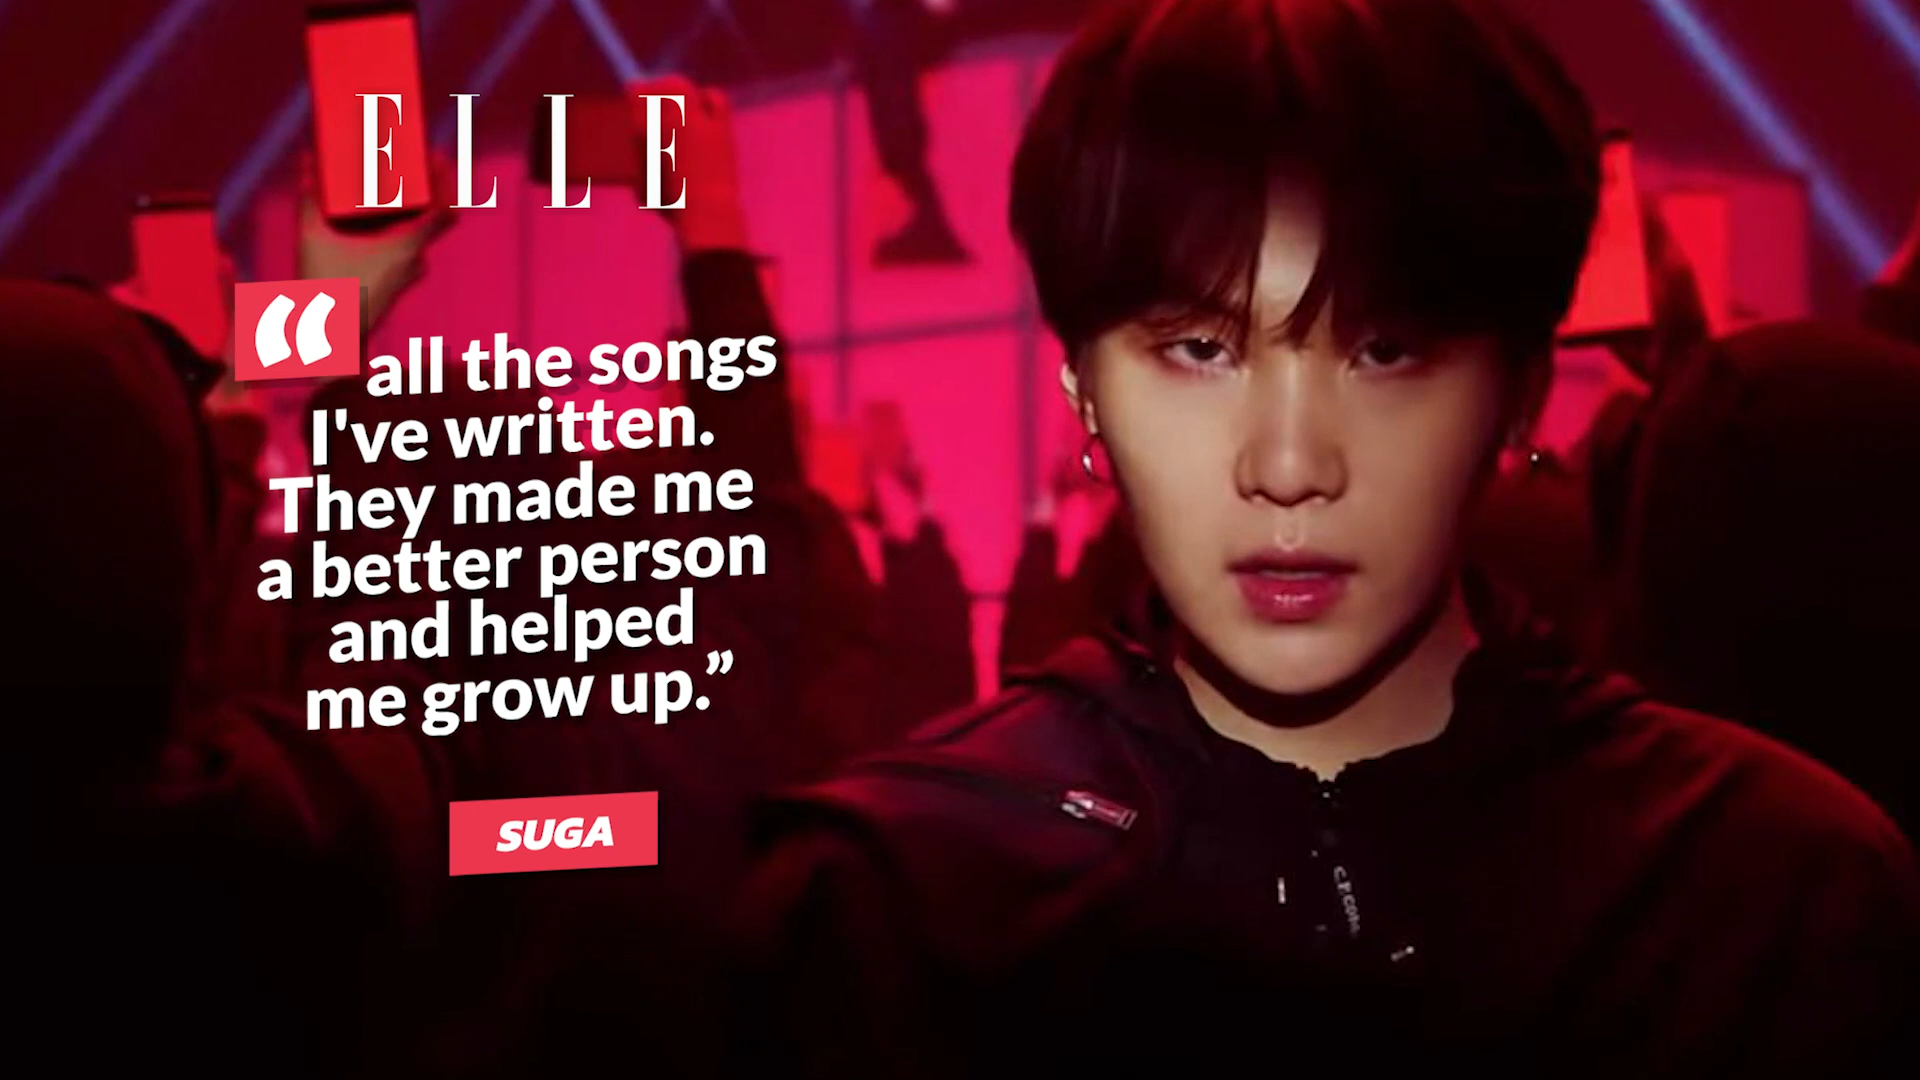 ELLE
“ all the songs
I've written.
They made me
a better person
and helped
me grow up.”
SUGA